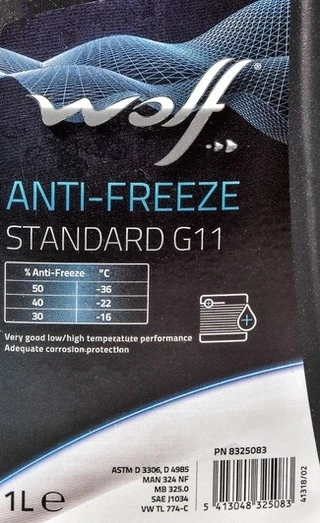 wolf®
ANTI-FREEZE
STANDARD G11
% Anti-Freeze °C
50 -36
40 -22
30 -16
Very good low/high temperature performance
Adequate corrosion protection
PN 8325083
ASTM D 3306, D 4985
MAN 324 NF
MB 325.0
SAE J1034
VW TL 774-C
5 413048 325083
41318/02
1L ℮